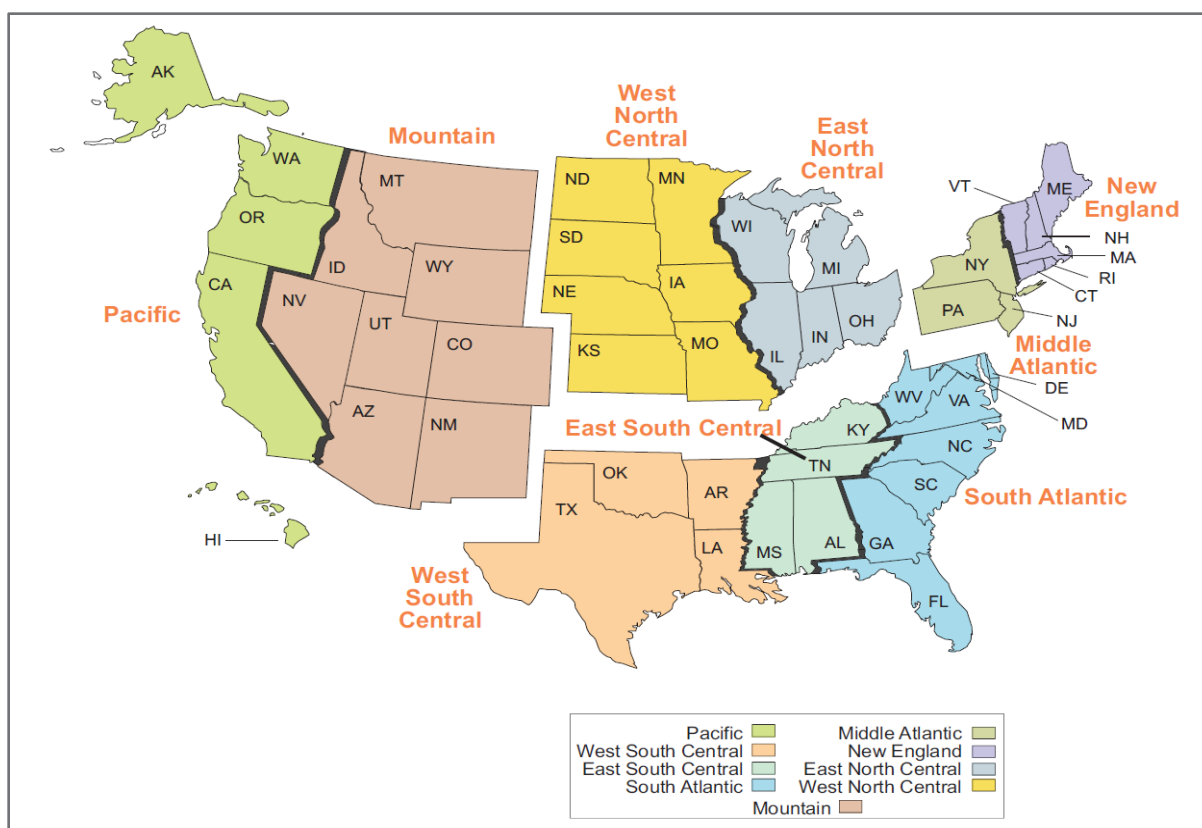 AK
West
North
Central
East
North
Central
Mountain
WA
MT
ND
MN
VT
ME
New
England
OR
SD
WI
NH
MA
ID
WY
MI
NY
RI
CA
NV
NE
IA
CT
Pacific
UT
CO
KS
MO
IL
IN
OH
PA
NJ
Middle
Atlantic
DE
AZ
NM
East South Central
KY
WV
VA
MD
OK
TN
NC
TX
AR
SC
South Atlantic
HI
LA
MS
AL
GA
West
South
Central
FL
Pacific
West South Central
East South Central
South Atlantic
Middle Atlantic
New England
East North Central
West North Central
Mountain